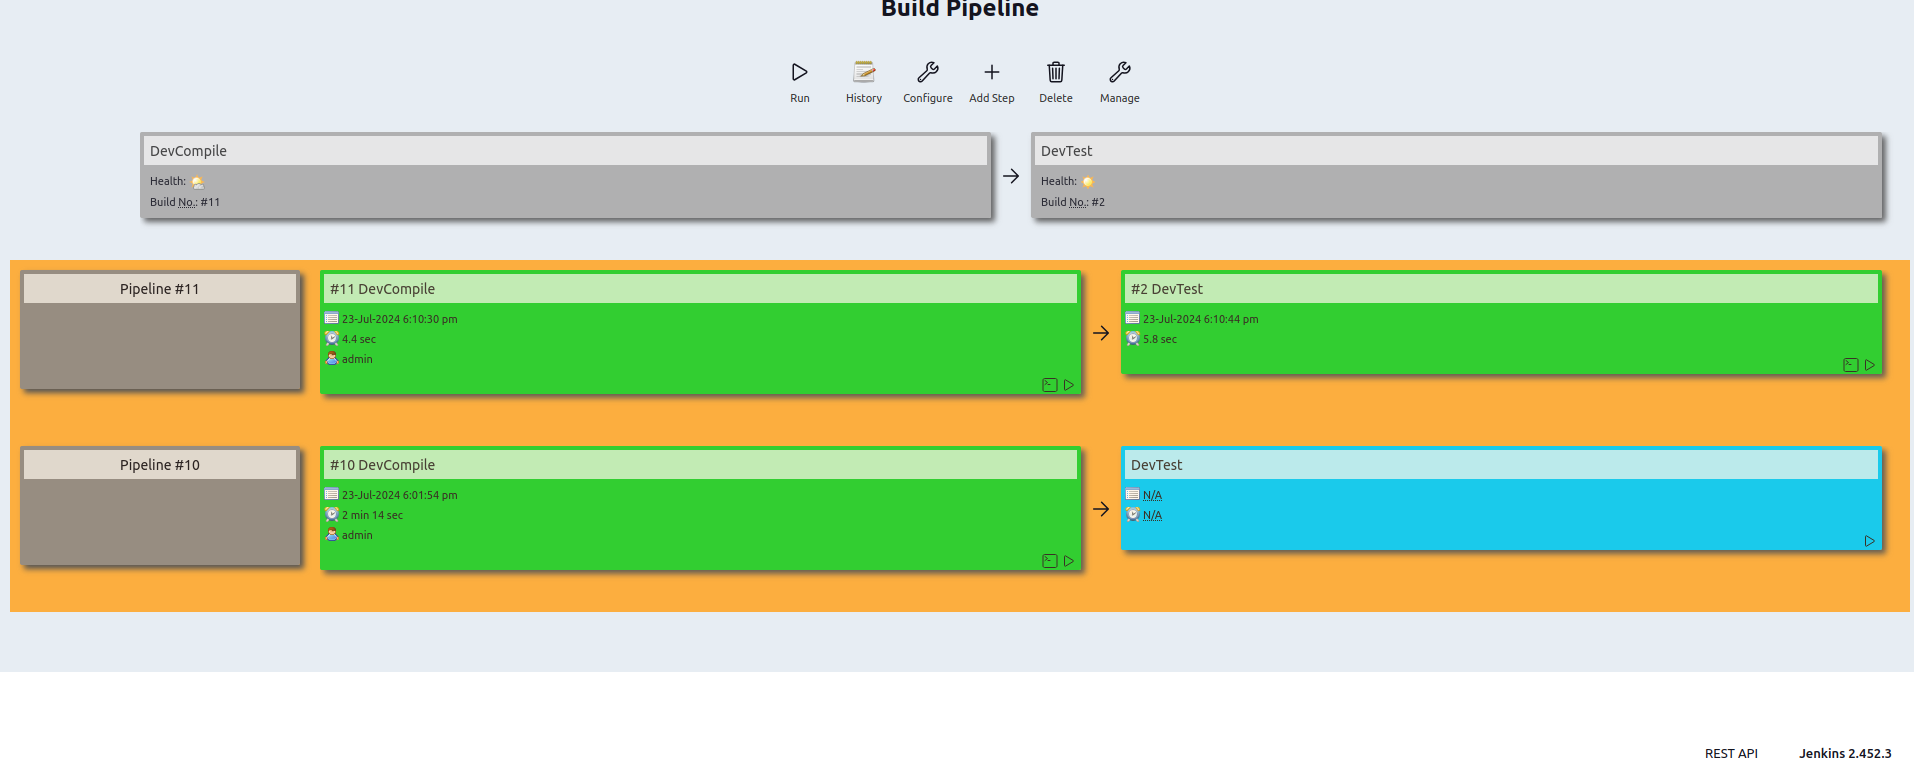 Build Pipeline
Run History Configure Add Step Delete Manage
DevCompile
Health:
Build No.: #11
DevTest
Health:
Build No.: #2
Pipeline #11
#11 DevCompile
23-Jul-2024 6:10:30 pm
4.4 sec
admin
#2 DevTest
23-Jul-2024 6:10:44 pm
5.8 sec
Pipeline #10
#10 DevCompile
23-Jul-2024 6:01:54 pm
2 min 14 sec
admin
DevTest
N/A
N/A
REST API Jenkins 2.452.3